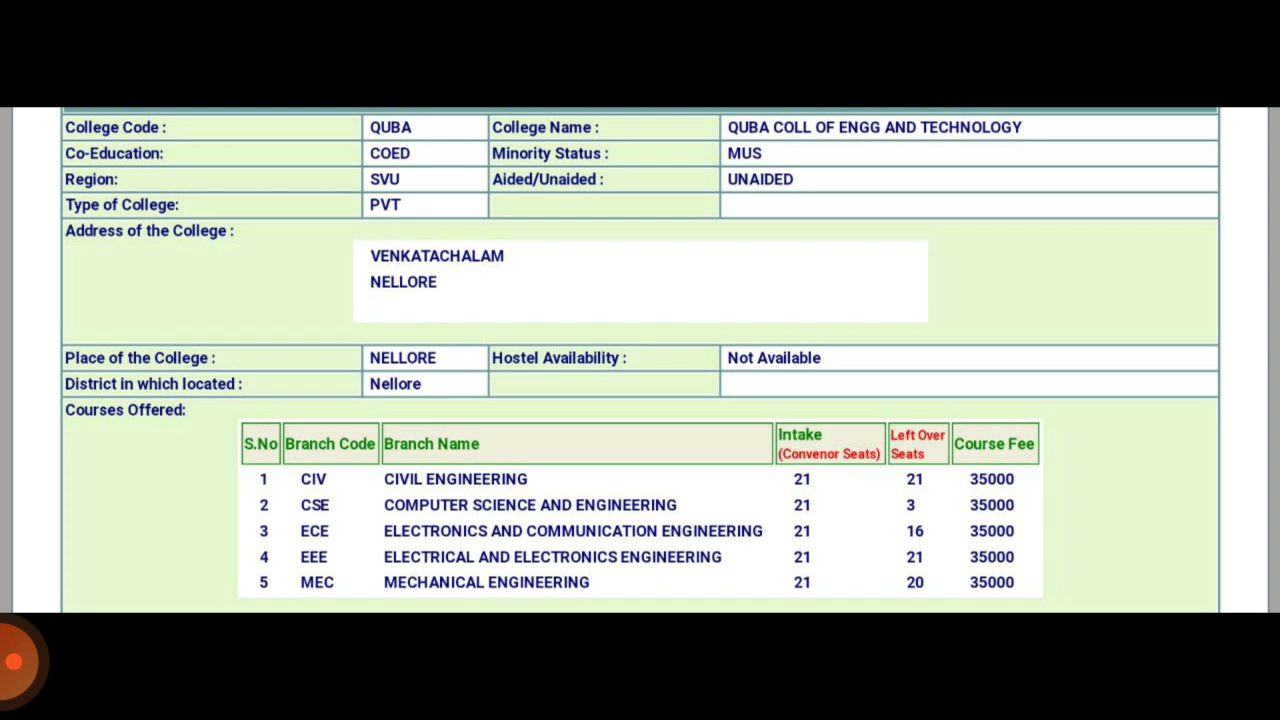 College Code : QUBA College Name : QUBA COLL OF ENGG AND TECHNOLOGY
Co-Education: COED Minority Status : MUS
Region: SVU Aided/Unaided : UNAIDED
Type of College: PVT
Address of the College :
VENKATACHALAM
NELLORE
Place of the College : NELLORE Hostel Availability : Not Available
District in which located : Nellore
Courses Offered:
S.No Branch Code Branch Name Intake (Convenor Seats) Left Over Seats Course Fee
1 CIV CIVIL ENGINEERING 21 21 35000
2 CSE COMPUTER SCIENCE AND ENGINEERING 21 3 35000
3 ECE ELECTRONICS AND COMMUNICATION ENGINEERING 21 16 35000
4 EEE ELECTRICAL AND ELECTRONICS ENGINEERING 21 21 35000
5 MEC MECHANICAL ENGINEERING 21 20 35000